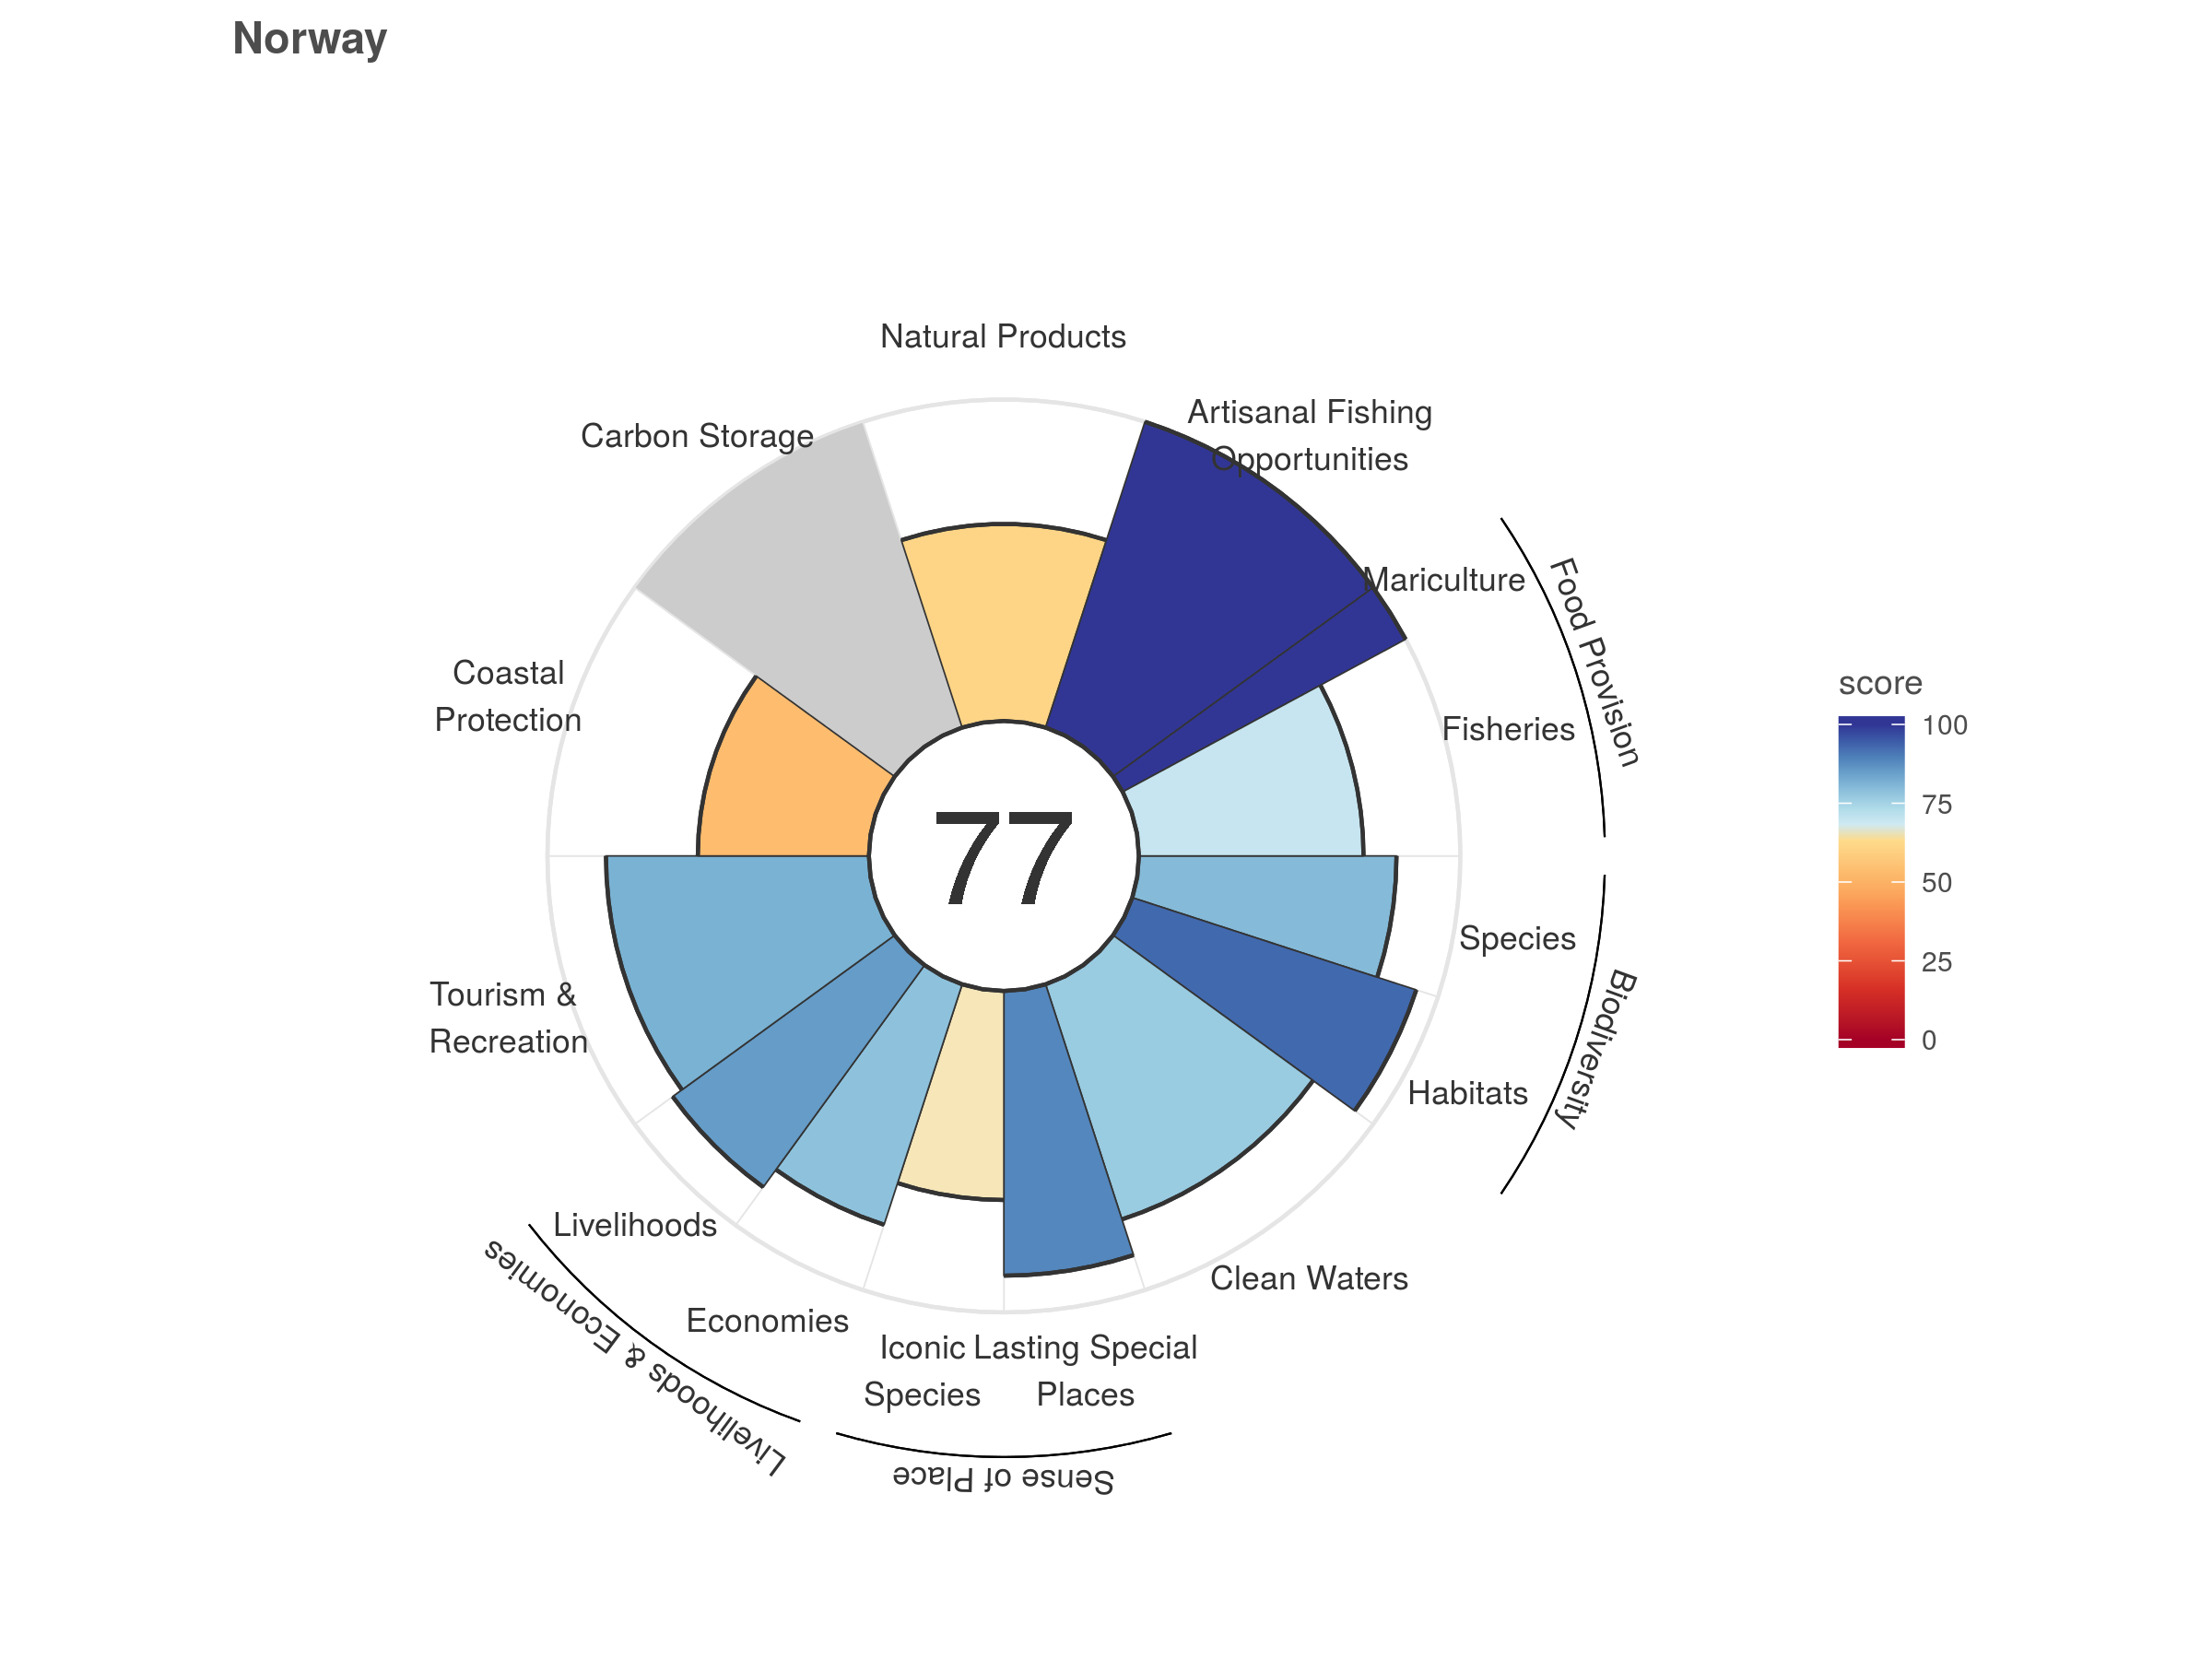 Norway
Natural Products
Artisanal Fishing
Opportunities
Carbon Storage
Mariculture
Food Provision
Coastal
Protection
Fisheries
77
Species
Biodiversity
Tourism &
Recreation
Habitats
Livelihoods
Livelihoods & Economies
Clean Waters
Economies
Iconic
Species
Lasting Special
Places
Sense of Place
score
100
75
50
25
0